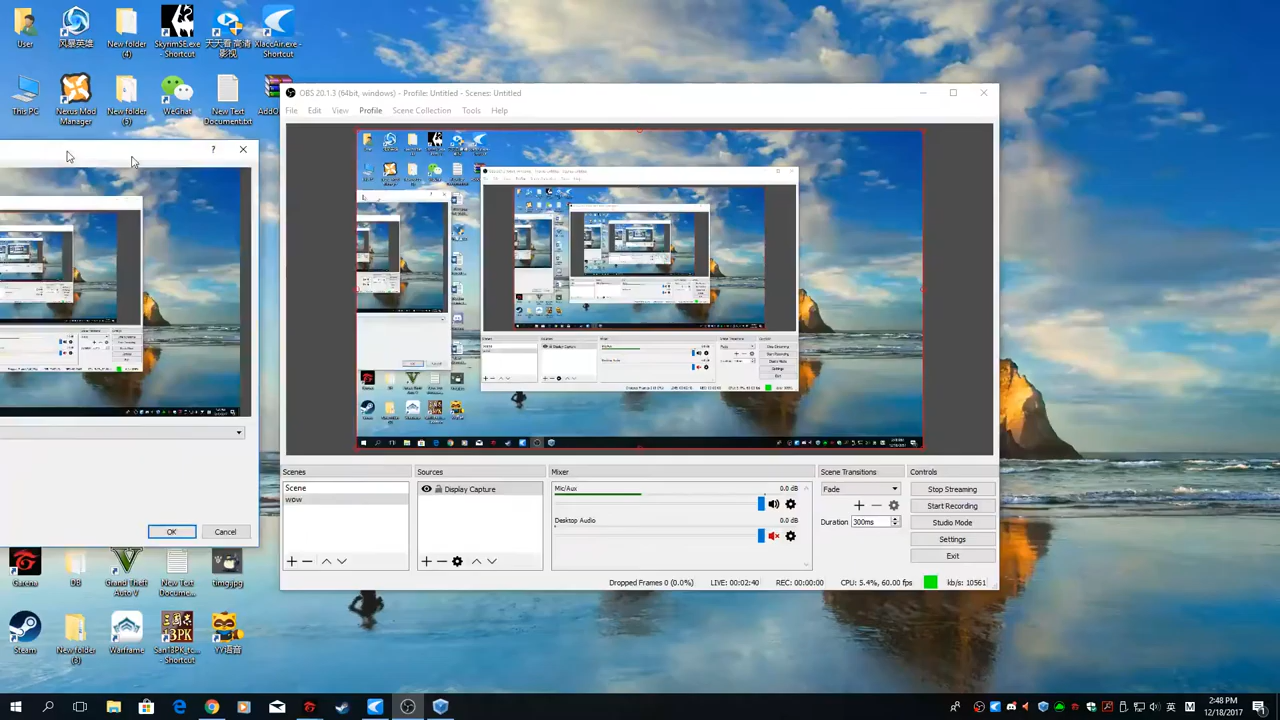 User
风暴英雄
New folder
(4)
SkyrimSE.exe
- Shortcut
天天看·高清
影视
XlaccAir.exe -
Shortcut
This PC
Nexus Mod
Manager
New folder
(5)
WeChat
New Text
Document.txt
?
OK
Cancel
Garena
DB
Grand Theft
Auto V
New Text
Docume...
timg.jpg
Steam
New folder
(3)
Warframe
San13PK_tc...
- Shortcut
YY语音
OBS 20.1.3 (64bit, windows) - Profile: Untitled - Scenes: Untitled
File Edit View Profile Scene Collection Tools Help
Scenes
Scene
wow
Sources
Display Capture
Mixer
Mic/Aux
0.0 dB
Desktop Audio
0.0 dB
Scene Transitions
Fade
Duration 300ms
Controls
Stop Streaming
Start Recording
Studio Mode
Settings
Exit
Dropped Frames 0 (0.0%) LIVE: 00:02:40 REC: 00:00:00 CPU: 5.4%, 60.00 fps kb/s: 10561
英
M
2:48 PM
12/18/2017